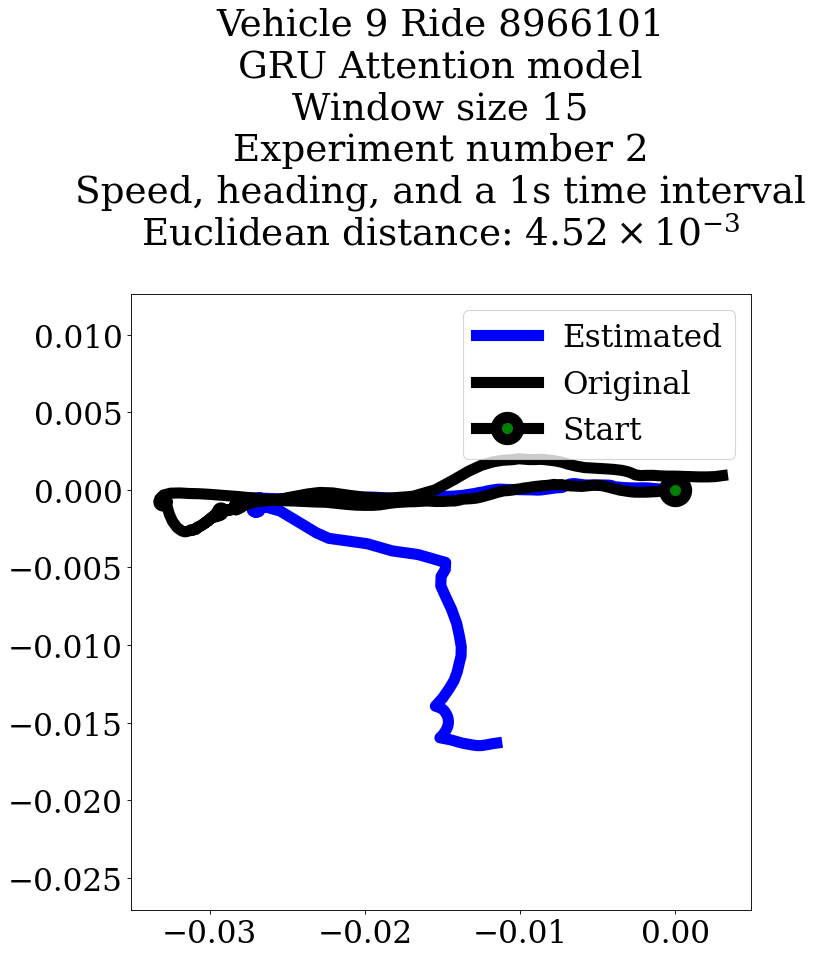 Vehicle 9 Ride 8966101
GRU Attention model
Window size 15
Experiment number 2
Speed, heading, and a 1s time interval
Euclidean distance: 4.52 × 10⁻³
Estimated
Original
Start
0.010
0.005
0.000
−0.005
−0.010
−0.015
−0.020
−0.025
−0.03
−0.02
−0.01
0.00